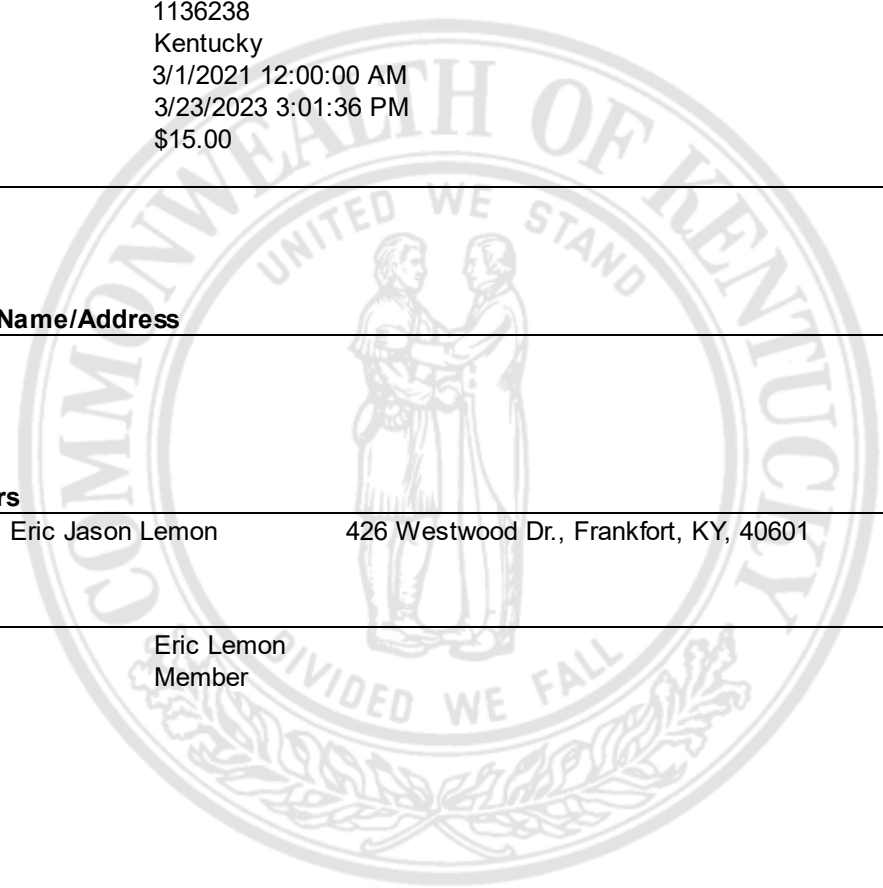 1136238
Kentucky
3/1/2021 12:00:00 AM
3/23/2023 3:01:36 PM
$15.00
COMMONWEALTH OF KENTUCKY
UNITED WE STAND
Name/Address
rs
Eric Jason Lemon 426 Westwood Dr., Frankfort, KY, 40601
Eric Lemon
Member
DIVIDED WE FALL